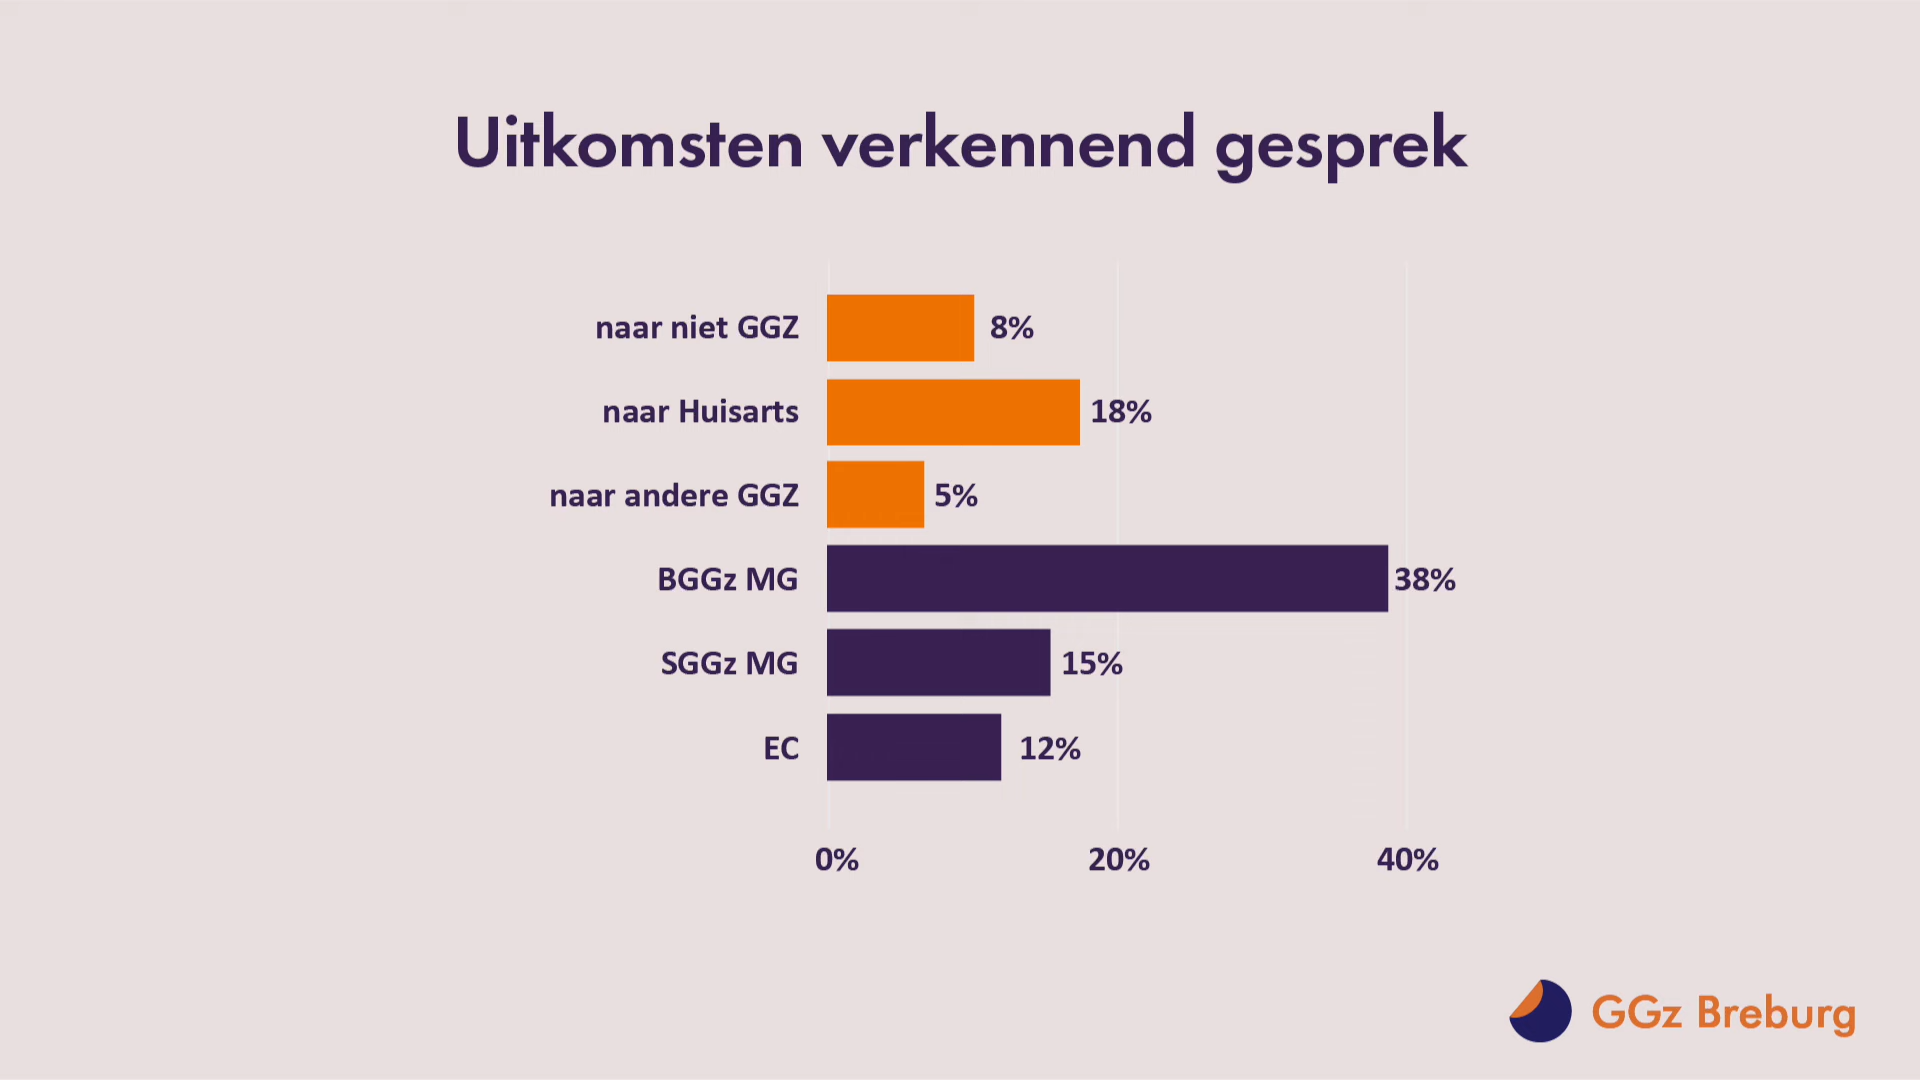 Uitkomsten verkennend gesprek
naar niet GGZ 8%
naar Huisarts 18%
naar andere GGZ 5%
BGGz MG 38%
SGGz MG 15%
EC 12%
0% 20% 40%
GGz Breburg